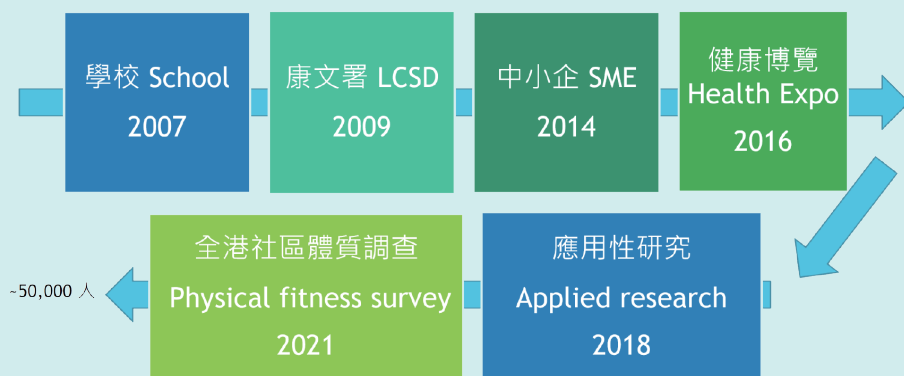 學校 School
2007
康文署 LCSD
2009
中小企 SME
2014
健康博覽
Health Expo
2016
應用性研究
Applied research
2018
全港社區體質調查
Physical fitness survey
2021
~50,000 人